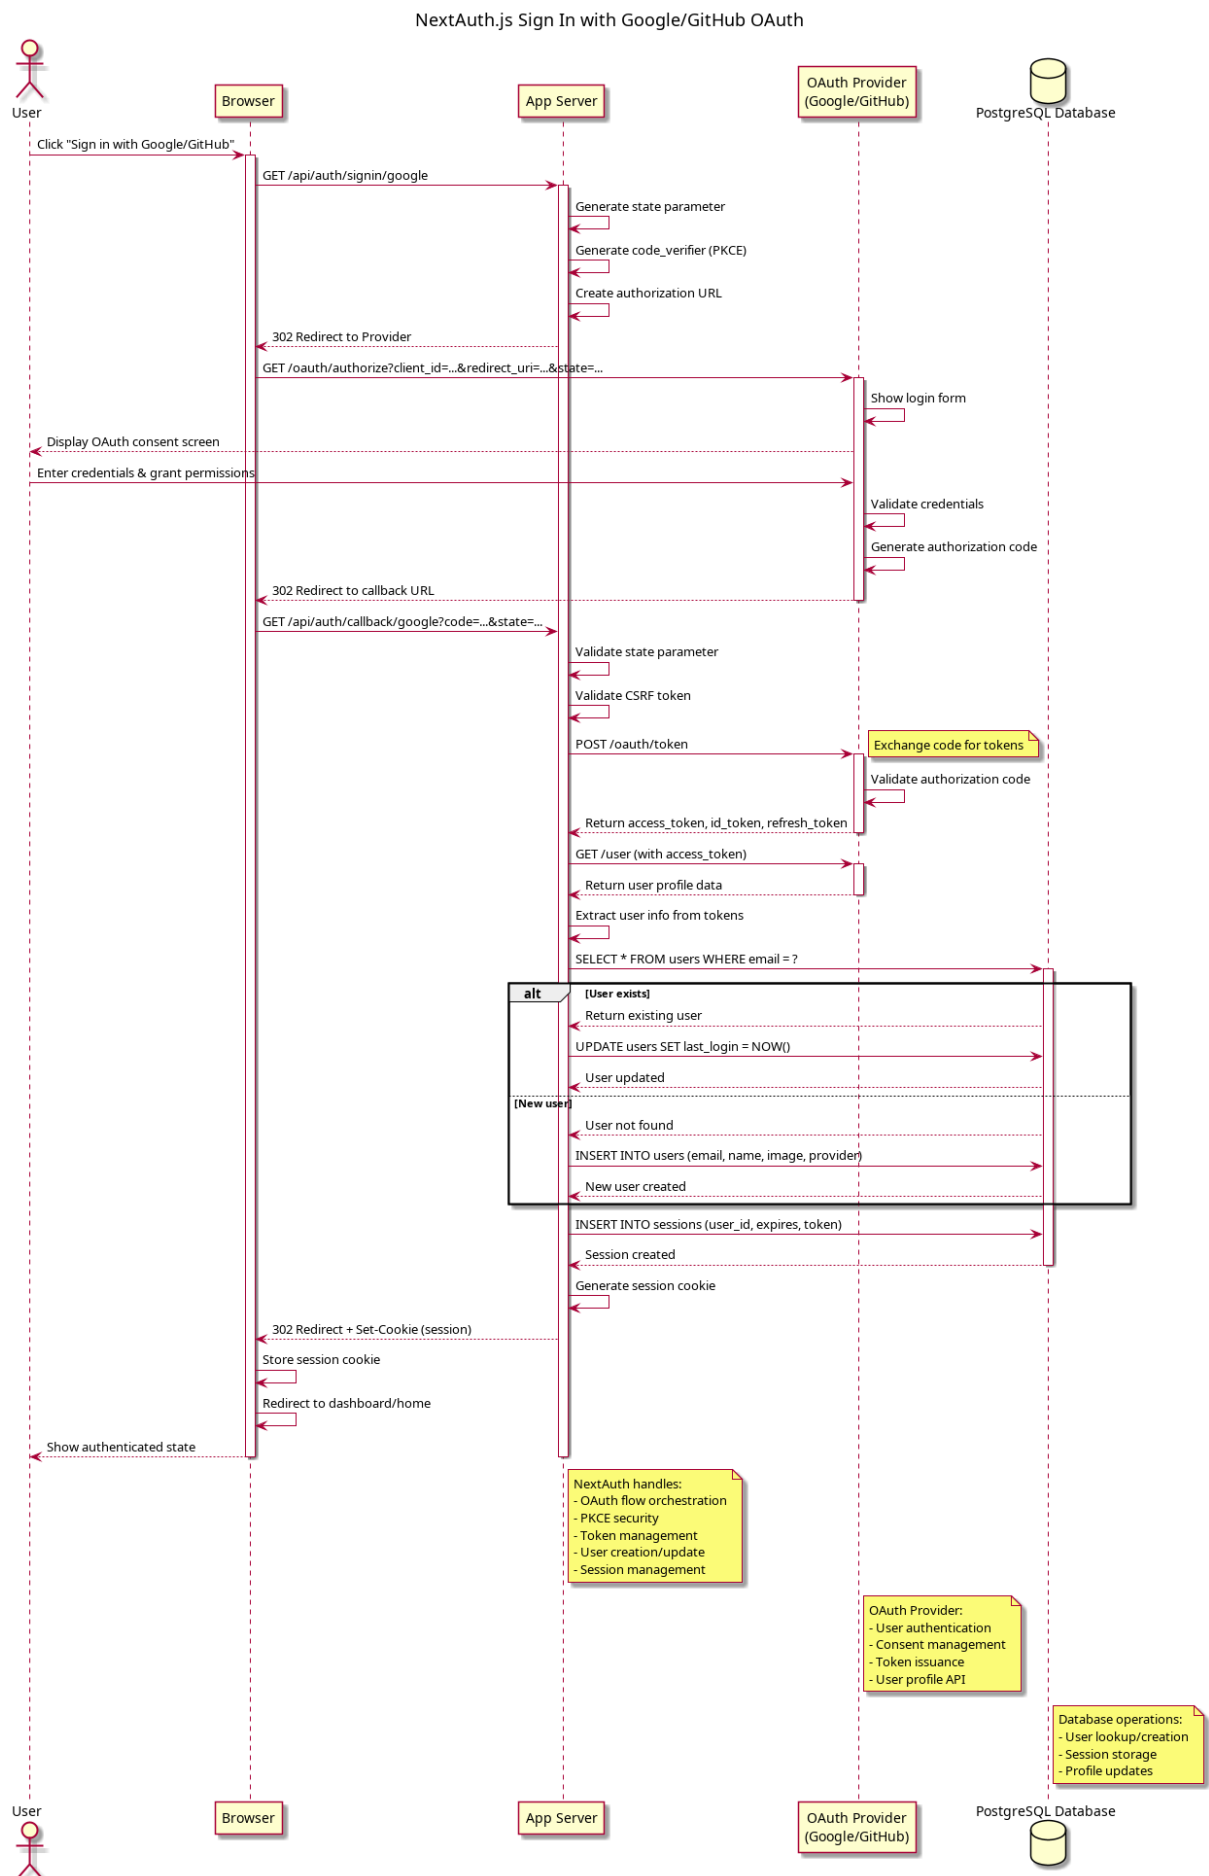 NextAuth.js Sign In with Google/GitHub OAuth
User
Browser
App Server
OAuth Provider
(Google/GitHub)
PostgreSQL Database
Click "Sign in with Google/GitHub"
GET /api/auth/signin/google
Generate state parameter
Generate code_verifier (PKCE)
Create authorization URL
302 Redirect to Provider
GET /oauth/authorize?client_id=...&redirect_uri=...&state=...
Show login form
Display OAuth consent screen
Enter credentials & grant permissions
Validate credentials
Generate authorization code
302 Redirect to callback URL
GET /api/auth/callback/google?code=...&state=...
Validate state parameter
Validate CSRF token
POST /oauth/token
Exchange code for tokens
Validate authorization code
Return access_token, id_token, refresh_token
GET /user (with access_token)
Return user profile data
Extract user info from tokens
SELECT * FROM users WHERE email = ?
alt
[User exists]
Return existing user
UPDATE users SET last_login = NOW()
User updated
[New user]
User not found
INSERT INTO users (email, name, image, provider)
New user created
INSERT INTO sessions (user_id, expires, token)
Session created
Generate session cookie
302 Redirect + Set-Cookie (session)
Store session cookie
Redirect to dashboard/home
Show authenticated state
NextAuth handles:
- OAuth flow orchestration
- PKCE security
- Token management
- User creation/update
- Session management
OAuth Provider:
- User authentication
- Consent management
- Token issuance
- User profile API
Database operations:
- User lookup/creation
- Session storage
- Profile updates
User
Browser
App Server
OAuth Provider
(Google/GitHub)
PostgreSQL Database